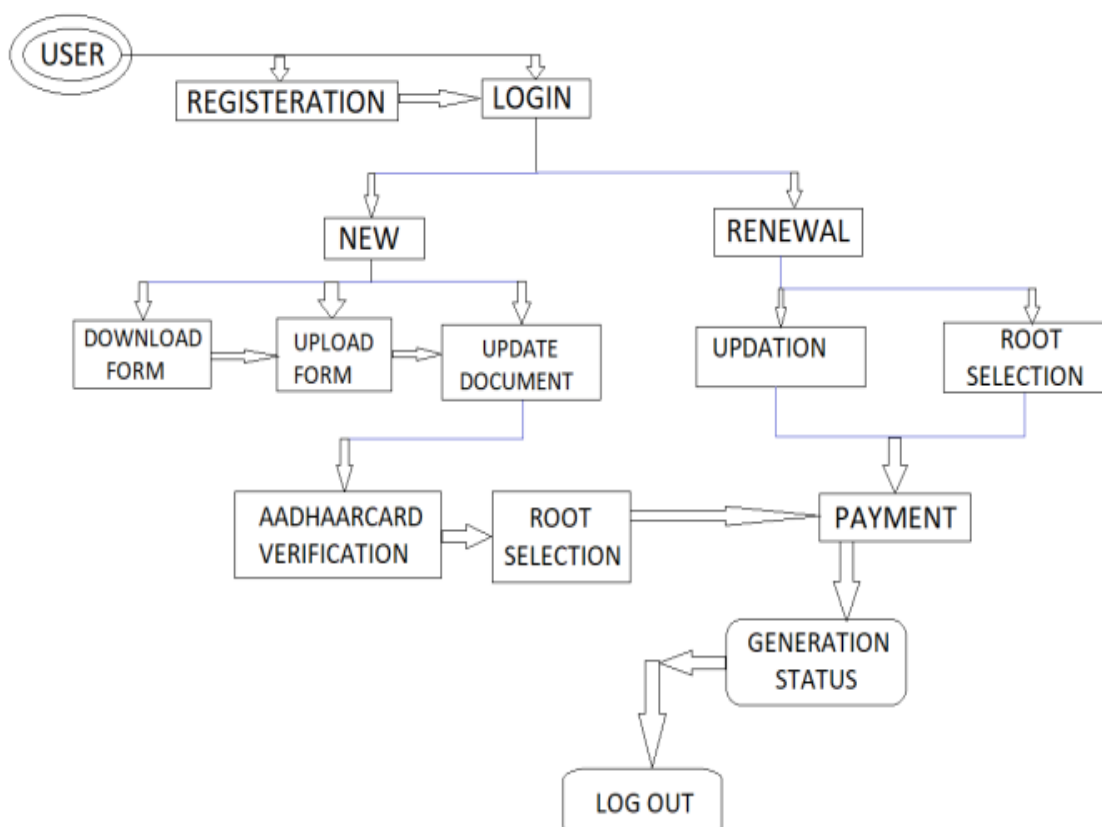 USER
REGISTERATION
LOGIN
NEW
RENEWAL
DOWNLOAD
FORM
UPLOAD
FORM
UPDATE
DOCUMENT
UPDATION
ROOT
SELECTION
AADHAARCARD
VERIFICATION
ROOT
SELECTION
PAYMENT
GENERATION
STATUS
LOG OUT